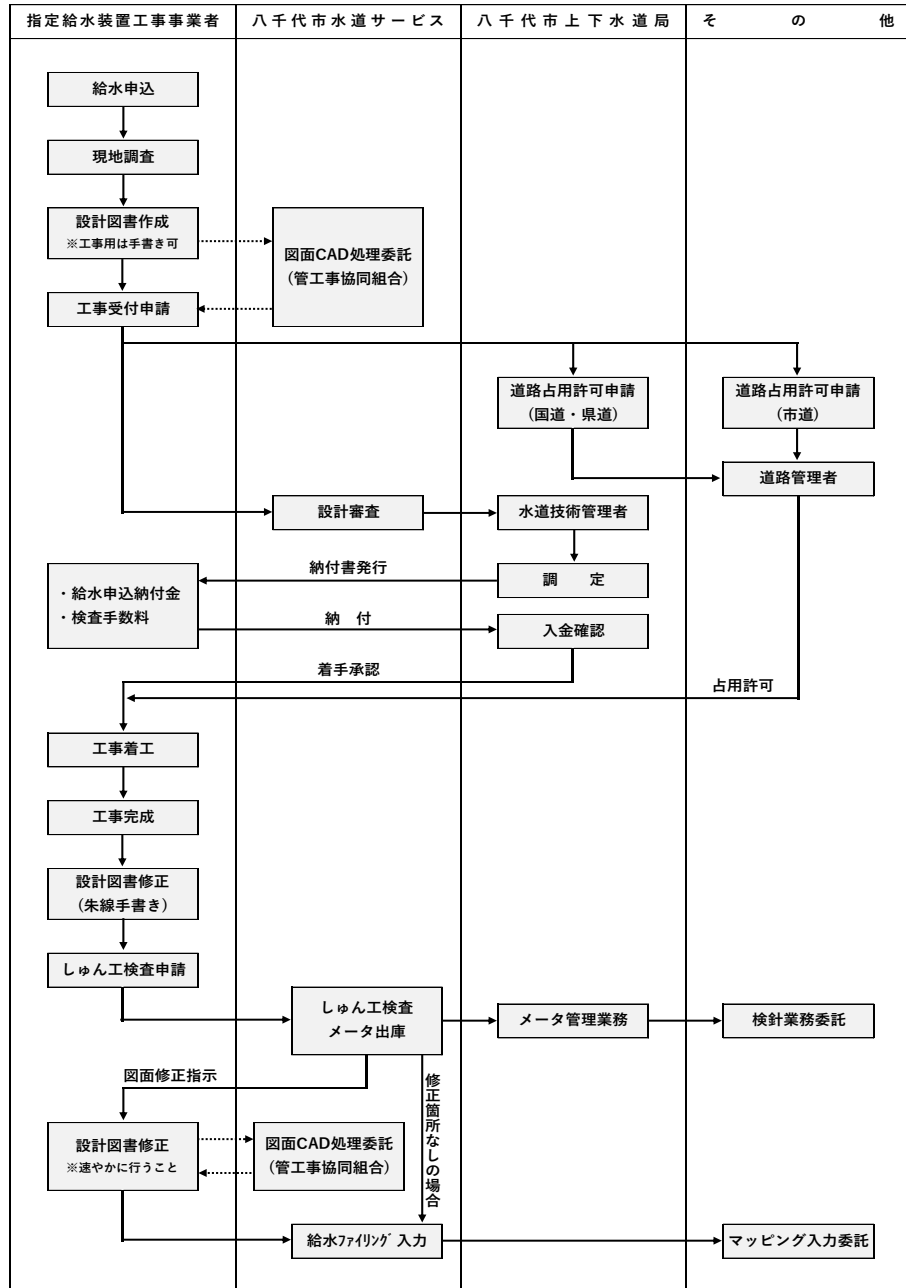 指定給水装置工事事業者
八千代市水道サービス
八千代市上下水道局
その他
給水申込
現地調査
設計図書作成
※工事用は手書き可
図面CAD処理委託
(管工事協同組合)
工事受付申請
道路占用許可申請
(国道・県道)
道路占用許可申請
(市道)
道路管理者
設計審査
水道技術管理者
納付書発行
調 定
・給水申込納付金
・検査手数料
納 付
入金確認
着手承認
占用許可
工事着工
工事完成
設計図書修正
(朱線手書き)
しゅん工検査申請
しゅん工検査
メータ出庫
メータ管理業務
検針業務委託
図面修正指示
修正箇所なしの場合
設計図書修正
※速やかに行うこと
図面CAD処理委託
(管工事協同組合)
給水ﾌｧｲﾘﾝｸﾞ入力
マッピング入力委託